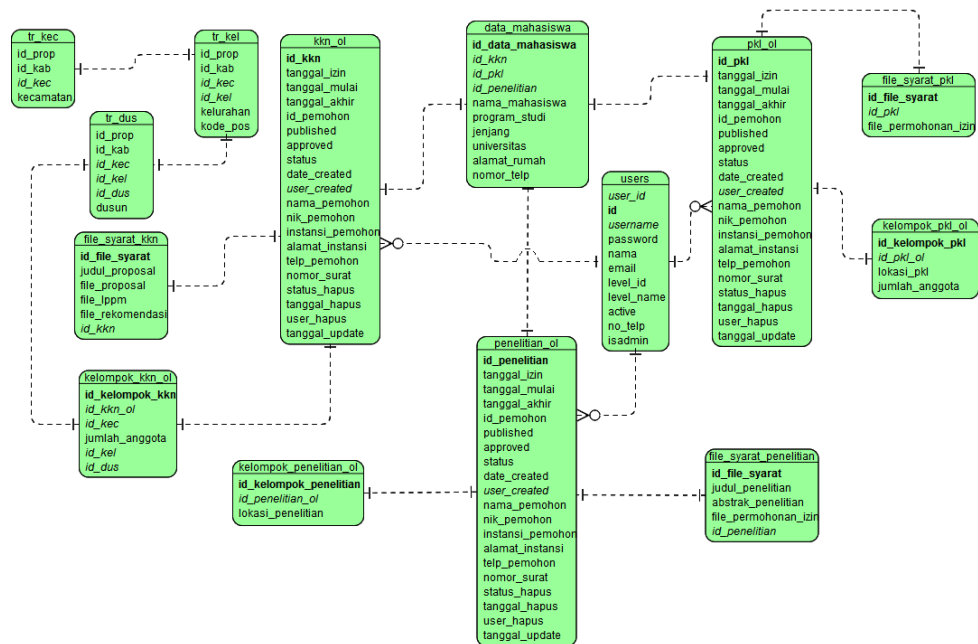 tr_kec
id_prop
id_kab
id_kec
kecamatan
tr_kel
id_prop
id_kab
id_kec
id_kel
kelurahan
kode_pos
tr_dus
id_prop
id_kab
id_kec
id_kel
id_dus
dusun
file_syarat_kkn
id_file_syarat
judul_proposal
file_proposal
file_lppm
file_rekomendasi
id_kkn
kelompok_kkn_ol
id_kelompok_kkn
id_kkn_ol
id_kec
jumlah_anggota
id_kel
id_dus
kkn_ol
id_kkn
tanggal_izin
tanggal_mulai
tanggal_akhir
id_pemohon
published
approved
status
date_created
user_created
nama_pemohon
nik_pemohon
instansi_pemohon
alamat_instansi
telp_pemohon
nomor_surat
status_hapus
tanggal_hapus
user_hapus
tanggal_update
data_mahasiswa
id_data_mahasiswa
id_kkn
id_pkl
id_penelitian
nama_mahasiswa
program_studi
jenjang
universitas
alamat_rumah
nomor_telp
users
user_id
id
username
password
nama
email
level_id
level_name
active
no_telp
isadmin
pkl_ol
id_pkl
tanggal_izin
tanggal_mulai
tanggal_akhir
id_pemohon
published
approved
status
date_created
user_created
nama_pemohon
nik_pemohon
instansi_pemohon
alamat_instansi
telp_pemohon
nomor_surat
status_hapus
tanggal_hapus
user_hapus
tanggal_update
file_syarat_pkl
id_file_syarat
id_pkl
file_permohonan_izin
kelompok_pkl_ol
id_kelompok_pkl
id_pkl_ol
lokasi_pkl
jumlah_anggota
kelompok_penelitian_ol
id_kelompok_penelitian
id_penelitian_ol
lokasi_penelitian
penelitian_ol
id_penelitian
tanggal_izin
tanggal_mulai
tanggal_akhir
id_pemohon
published
approved
status
date_created
user_created
nama_pemohon
nik_pemohon
instansi_pemohon
alamat_instansi
telp_pemohon
nomor_surat
status_hapus
tanggal_hapus
user_hapus
tanggal_update
file_syarat_penelitian
id_file_syarat
judul_penelitian
abstrak_penelitian
file_permohonan_izin
id_penelitian